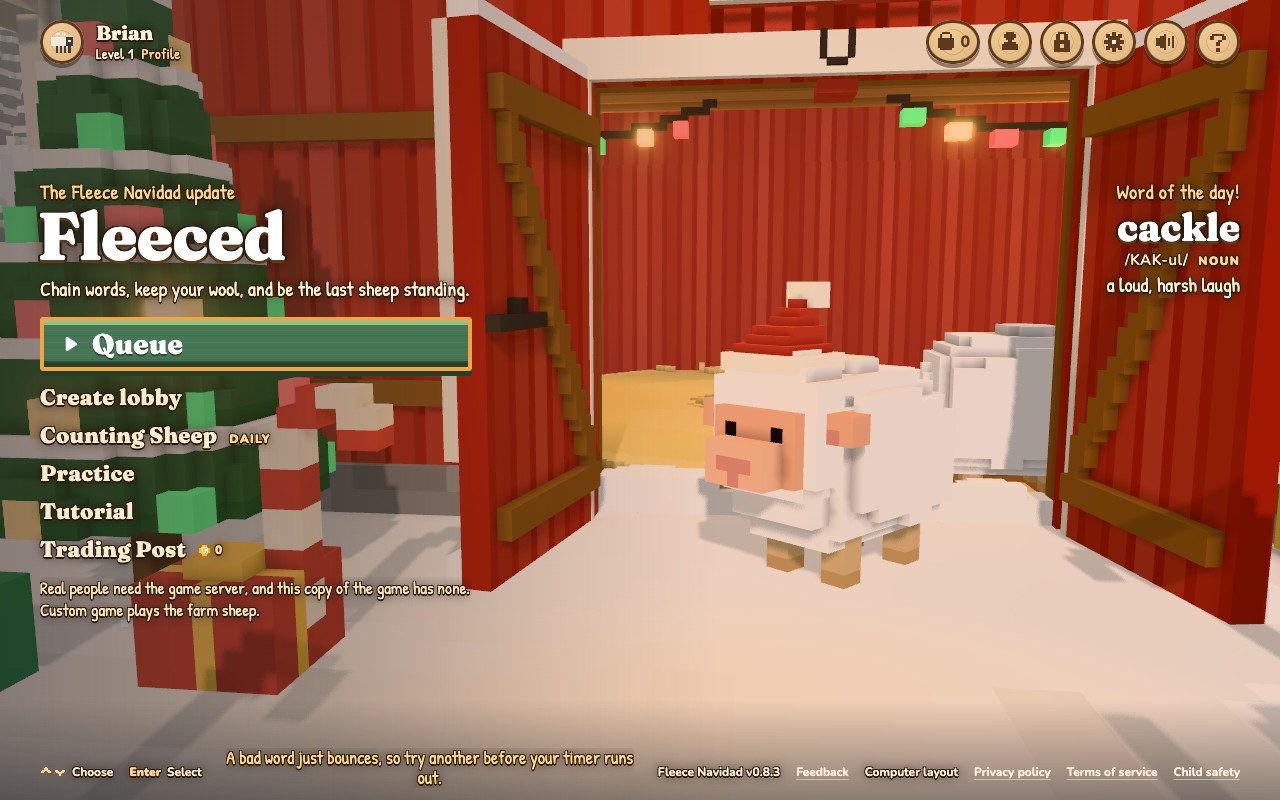 Brian
Level 1 Profile
0
The Fleece Navidad update
Fleeced
Chain words, keep your wool, and be the last sheep standing.
Queue
Create lobby
Counting Sheep DAILY
Practice
Tutorial
Trading Post 0
Real people need the game server, and this copy of the game has none.
Custom game plays the farm sheep.
Word of the day!
cackle
/KAK-ul/ NOUN
a loud, harsh laugh
Choose Enter Select
A bad word just bounces, so try another before your timer runs
out.
Fleece Navidad v0.8.3 Feedback Computer layout Privacy policy Terms of service Child safety